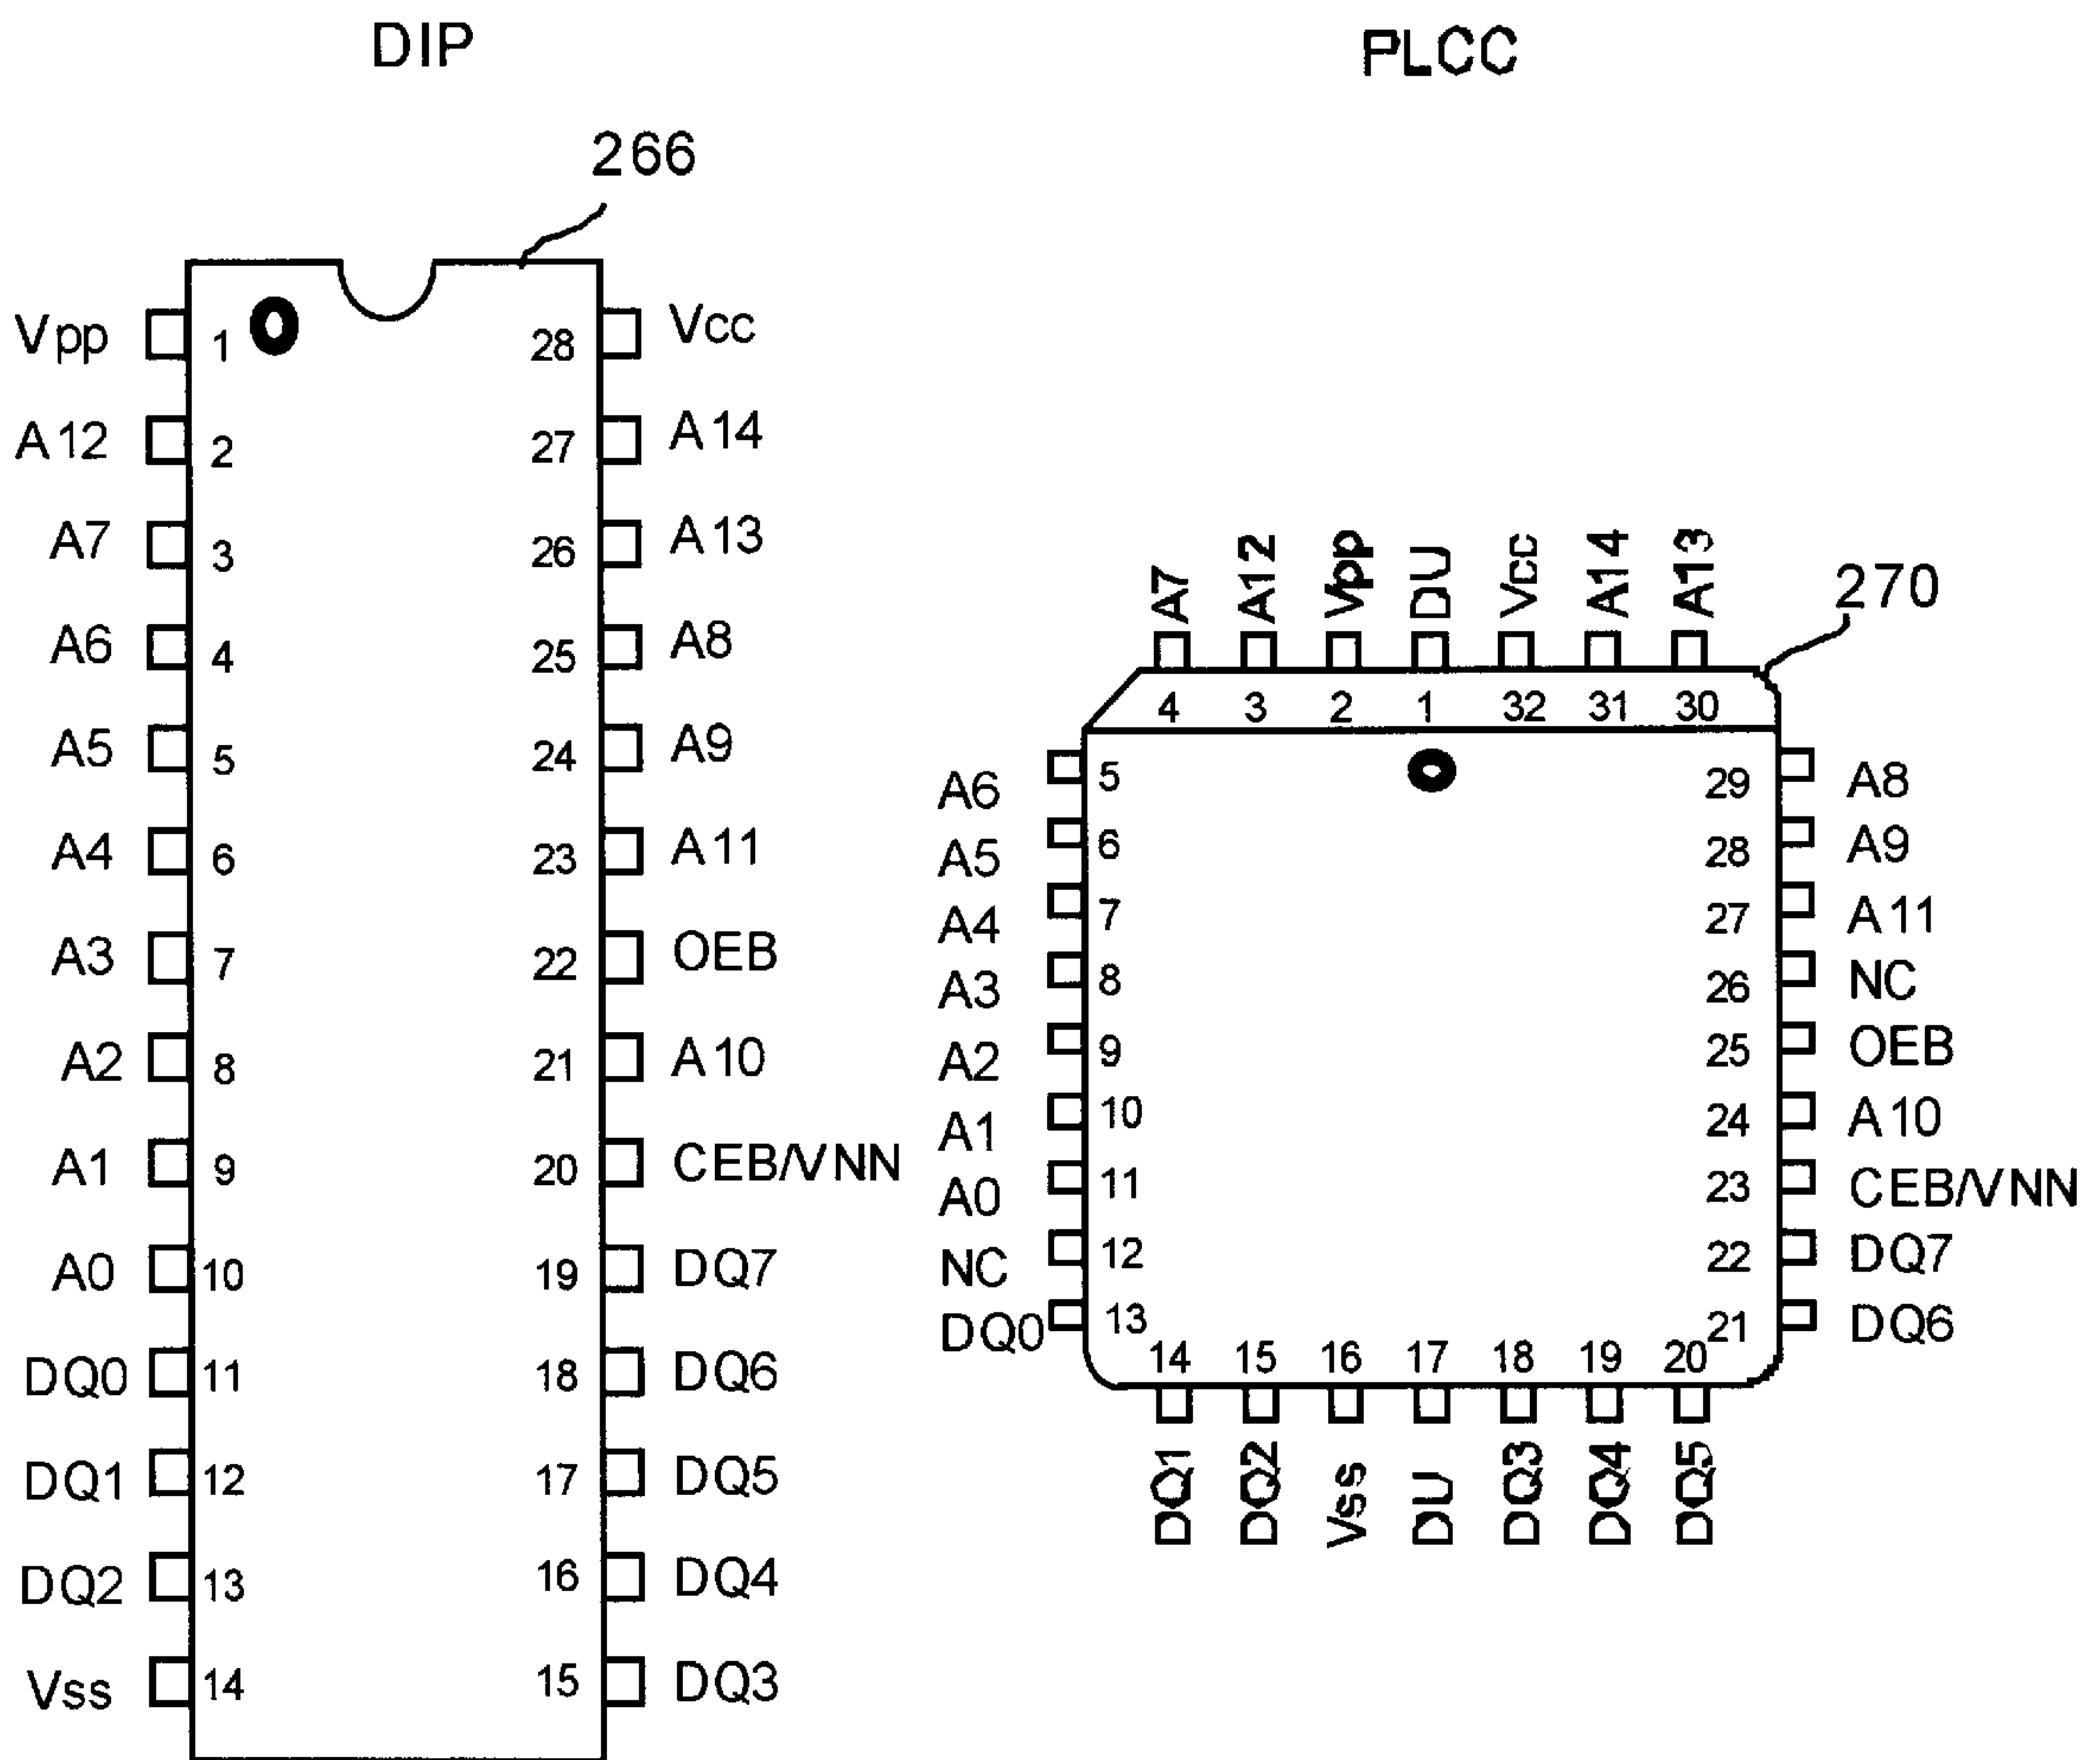 DIP
266
Vpp 1 28 Vcc
A12 2 27 A14
A7 3 26 A13
A6 4 25 A8
A5 5 24 A9
A4 6 23 A11
A3 7 22 OEB
A2 8 21 A10
A1 9 20 CEB/VNN
A0 10 19 DQ7
DQ0 11 18 DQ6
DQ1 12 17 DQ5
DQ2 13 16 DQ4
Vss 14 15 DQ3
PLCC
270
A7 A12 Vpp DU Vcc A14 A13
4 3 2 1 32 31 30
A6 5 29 A8
A5 6 28 A9
A4 7 27 A11
A3 8 26 NC
A2 9 25 OEB
A1 10 24 A10
A0 11 23 CEB/VNN
NC 12 22 DQ7
DQ0 13 21 DQ6
14 15 16 17 18 19 20
DQ1 DQ2 Vss DU DQ3 DQ4 DQ5